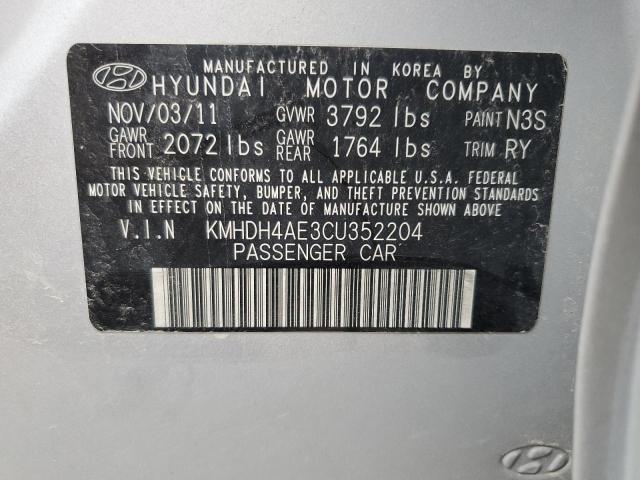 MANUFACTURED IN KOREA BY
HYUNDAI MOTOR COMPANY
NOV/03/11 GVWR 3792 lbs PAINT N3S
GAWR FRONT 2072 lbs GAWR REAR 1764 lbs TRIM RY
THIS VEHICLE CONFORMS TO ALL APPLICABLE U.S.A. FEDERAL
MOTOR VEHICLE SAFETY, BUMPER, AND THEFT PREVENTION STANDARDS
IN EFFECT ON THE DATE OF MANUFACTURE SHOWN ABOVE
V.I.N KMHDH4AE3CU352204
PASSENGER CAR